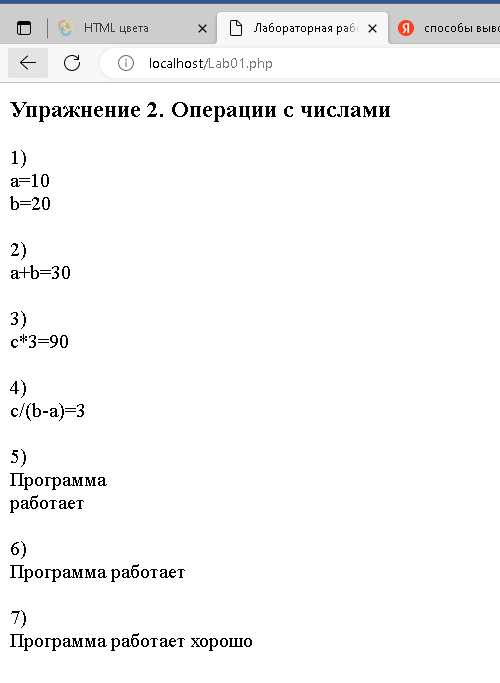 HTML цвета
Лабораторная раб
способы выво
localhost/Lab01.php
Упражнение 2. Операции с числами
1)
a=10
b=20
2)
a+b=30
3)
c*3=90
4)
c/(b-a)=3
5)
Программа
работает
6)
Программа работает
7)
Программа работает хорошо